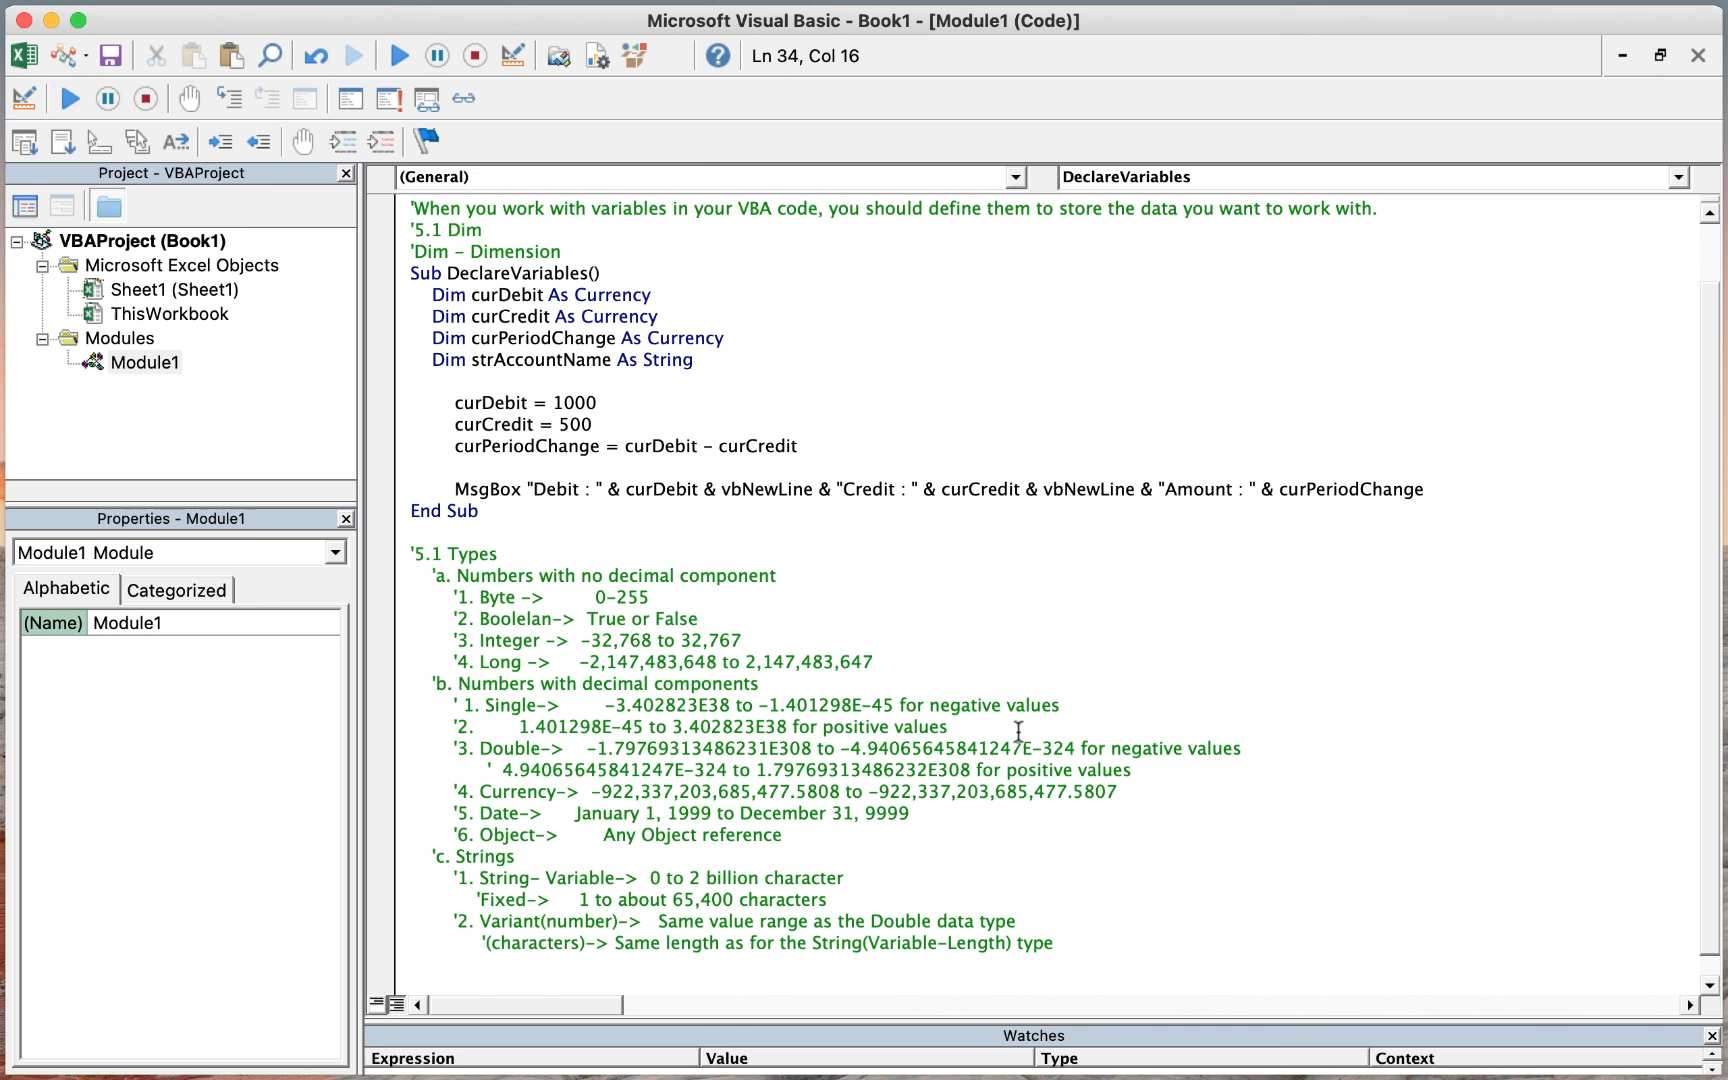 Microsoft Visual Basic - Book1 - [Module1 (Code)]
Ln 34, Col 16
Project - VBAProject
(General)
DeclareVariables
VBAProject (Book1)
Microsoft Excel Objects
Sheet1 (Sheet1)
ThisWorkbook
Modules
Module1
Properties - Module1
Module1 Module
Alphabetic
Categorized
(Name) Module1
'When you work with variables in your VBA code, you should define them to store the data you want to work with.
'5.1 Dim
'Dim - Dimension
Sub DeclareVariables()
Dim curDebit As Currency
Dim curCredit As Currency
Dim curPeriodChange As Currency
Dim strAccountName As String
curDebit = 1000
curCredit = 500
curPeriodChange = curDebit - curCredit
MsgBox "Debit : " & curDebit & vbNewLine & "Credit : " & curCredit & vbNewLine & "Amount : " & curPeriodChange
End Sub
'5.1 Types
'a. Numbers with no decimal component
'1. Byte -> 0-255
'2. Boolelan-> True or False
'3. Integer -> -32,768 to 32,767
'4. Long -> -2,147,483,648 to 2,147,483,647
'b. Numbers with decimal components
' 1. Single-> -3.402823E38 to -1.401298E-45 for negative values
'2. 1.401298E-45 to 3.402823E38 for positive values
'3. Double-> -1.79769313486231E308 to -4.94065645841247E-324 for negative values
' 4.94065645841247E-324 to 1.79769313486232E308 for positive values
'4. Currency-> -922,337,203,685,477.5808 to -922,337,203,685,477.5807
'5. Date-> January 1, 1999 to December 31, 9999
'6. Object-> Any Object reference
'c. Strings
'1. String- Variable-> 0 to 2 billion character
'Fixed-> 1 to about 65,400 characters
'2. Variant(number)-> Same value range as the Double data type
'(characters)-> Same length as for the String(Variable-Length) type
Watches
Expression
Value
Type
Context